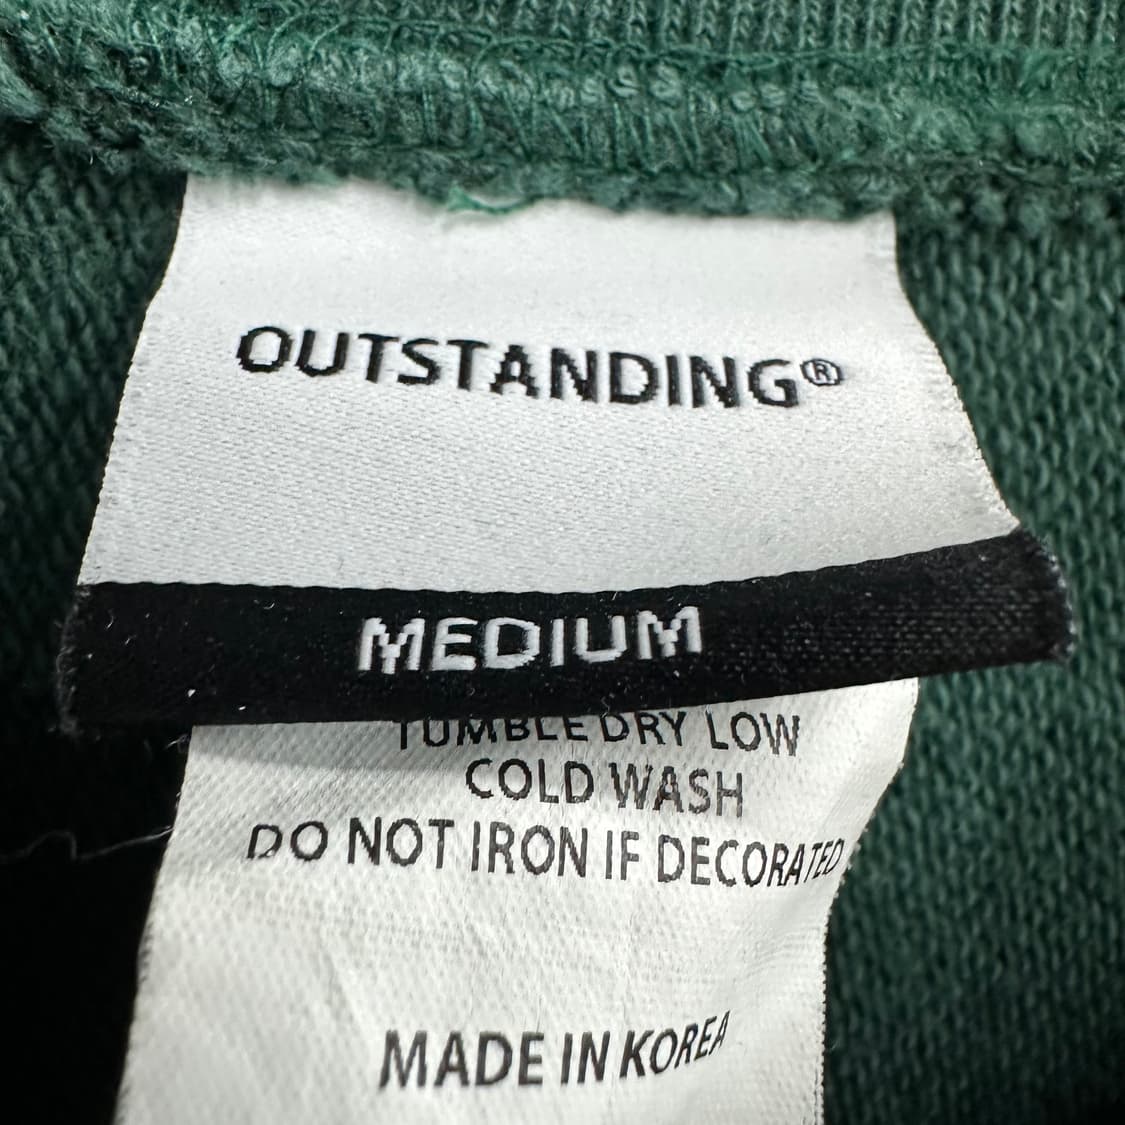 OUTSTANDING®
MEDIUM
TUMBLE DRY LOW
COLD WASH
DO NOT IRON IF DECORATED
MADE IN KOREA